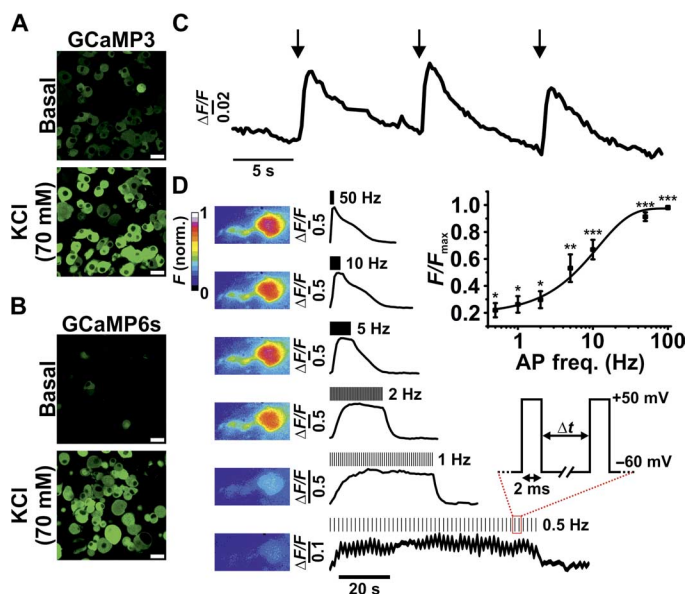 A
GCaMP3
Basal
KCl
(70 mM)
B
GCaMP6s
Basal
KCl
(70 mM)
C
ΔF/F
0.02
5 s
D
F (norm.)
1
0
ΔF/F
0.5
50 Hz
ΔF/F
0.5
10 Hz
ΔF/F
0.5
5 Hz
ΔF/F
0.5
2 Hz
ΔF/F
0.5
1 Hz
ΔF/F
0.1
0.5 Hz
20 s
F/Fmax
1.0
0.8
0.6
0.4
0.2
* * * ** *** *** ***
1 10 100
AP freq. (Hz)
+50 mV
Δt
−60 mV
2 ms